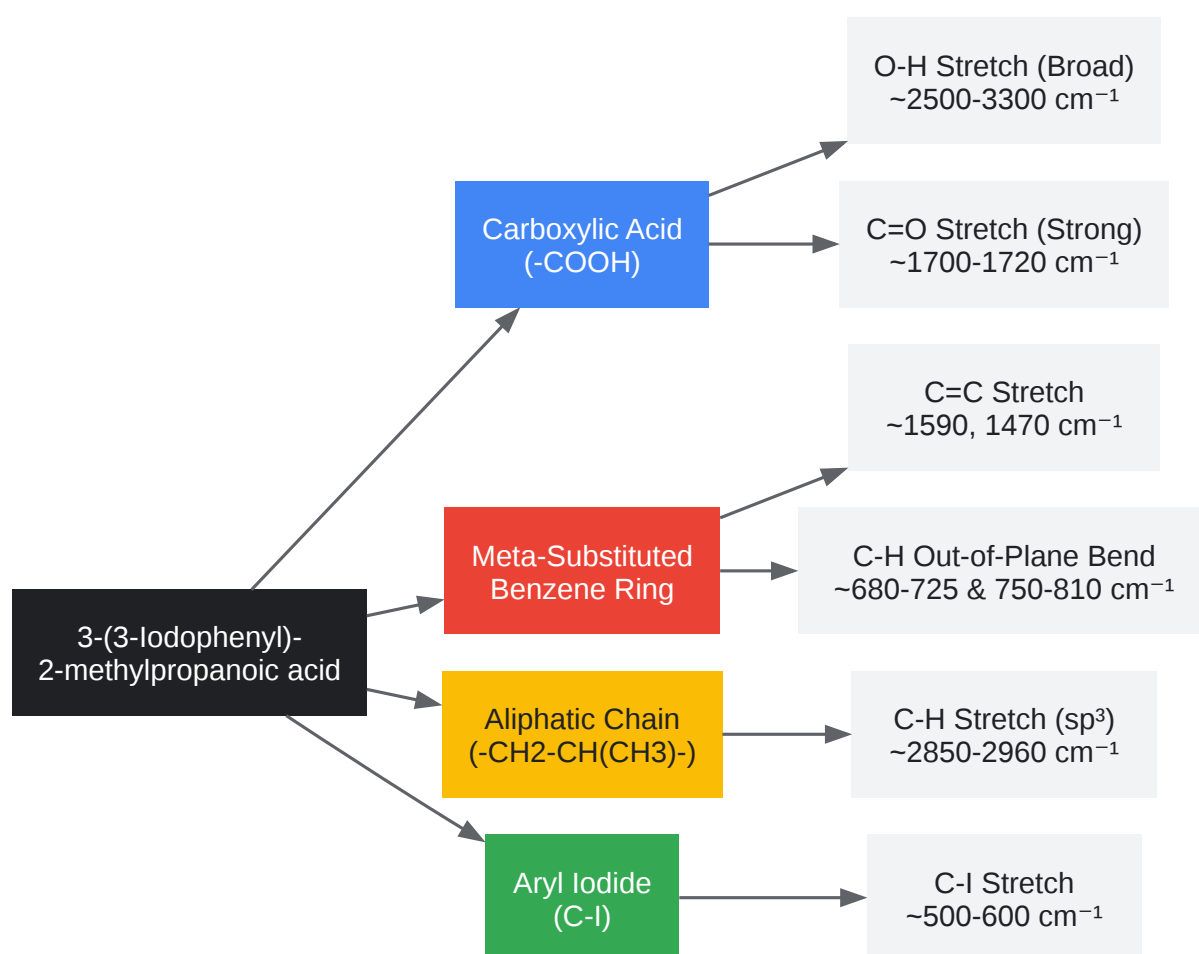 3-(3-Iodophenyl)-
2-methylpropanoic acid
Carboxylic Acid
(-COOH)
O-H Stretch (Broad)
~2500-3300 cm⁻¹
C=O Stretch (Strong)
~1700-1720 cm⁻¹
Meta-Substituted
Benzene Ring
C=C Stretch
~1590, 1470 cm⁻¹
C-H Out-of-Plane Bend
~680-725 & 750-810 cm⁻¹
Aliphatic Chain
(-CH2-CH(CH3)-)
C-H Stretch (sp³)
~2850-2960 cm⁻¹
Aryl Iodide
(C-I)
C-I Stretch
~500-600 cm⁻¹